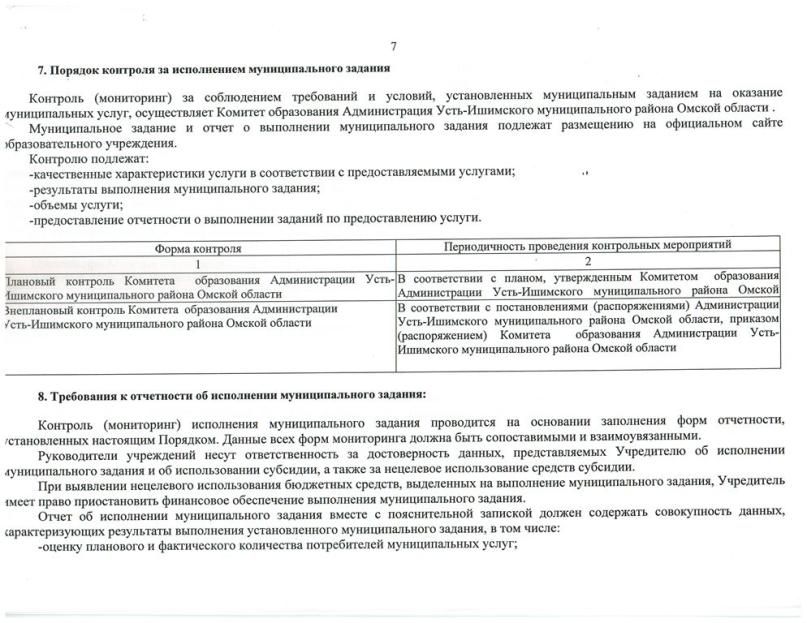 7
7. Порядок контроля за исполнением муниципального задания
Контроль (мониторинг) за соблюдением требований и условий, установленных муниципальным заданием на оказание
муниципальных услуг, осуществляет Комитет образования Администрация Усть-Ишимского муниципального района Омской области .
Муниципальное задание и отчет о выполнении муниципального задания подлежат размещению на официальном сайте
образовательного учреждения.
Контролю подлежат:
-качественные характеристики услуги в соответствии с предоставляемыми услугами;
-результаты выполнения муниципального задания;
-объемы услуги;
-предоставление отчетности о выполнении заданий по предоставлению услуги.
Форма контроля
Периодичность проведения контрольных мероприятий
1
2
Плановый контроль Комитета образования Администрации Усть-
Ишимского муниципального района Омской области
В соответствии с планом, утвержденным Комитетом образования
Администрации Усть-Ишимского муниципального района Омской
Внеплановый контроль Комитета образования Администрации
Усть-Ишимского муниципального района Омской области
В соответствии с постановлениями (распоряжениями) Администрации
Усть-Ишимского муниципального района Омской области, приказом
(распоряжением) Комитета образования Администрации Усть-
Ишимского муниципального района Омской области
8. Требования к отчетности об исполнении муниципального задания:
Контроль (мониторинг) исполнения муниципального задания проводится на основании заполнения форм отчетности,
установленных настоящим Порядком. Данные всех форм мониторинга должна быть сопоставимыми и взаимоувязанными.
Руководители учреждений несут ответственность за достоверность данных, представляемых Учредителю об исполнении
муниципального задания и об использовании субсидии, а также за нецелевое использование средств субсидии.
При выявлении нецелевого использования бюджетных средств, выделенных на выполнение муниципального задания, Учредитель
имеет право приостановить финансовое обеспечение выполнения муниципального задания.
Отчет об исполнении муниципального задания вместе с пояснительной запиской должен содержать совокупность данных,
характеризующих результаты выполнения установленного муниципального задания, в том числе:
-оценку планового и фактического количества потребителей муниципальных услуг;